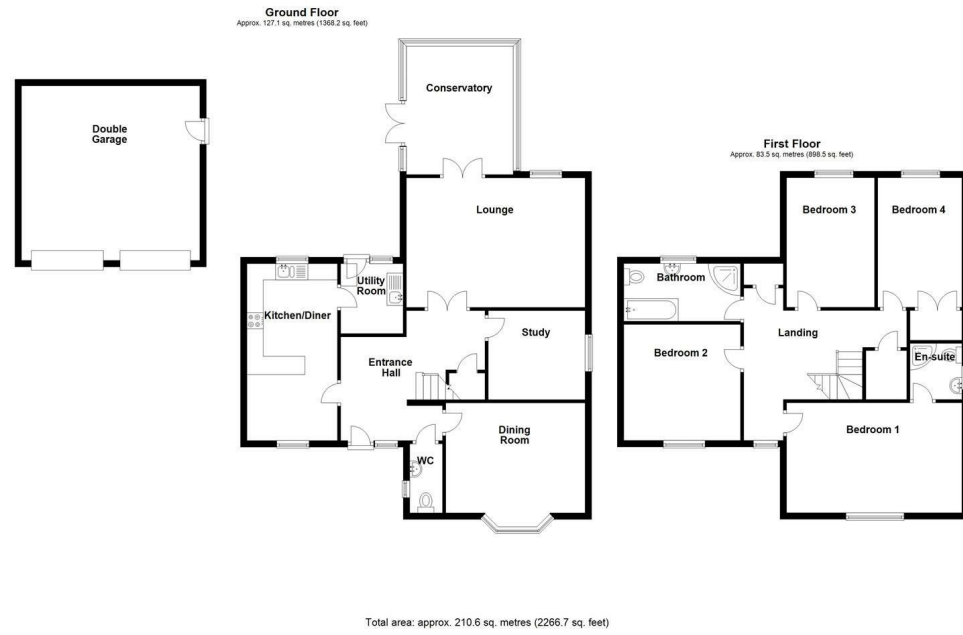 Ground Floor
Approx. 127.1 sq. metres (1368.2 sq. feet)
Double
Garage
Conservatory
Lounge
Utility
Room
Kitchen/Diner
Study
Entrance
Hall
Dining
Room
WC
First Floor
Approx. 83.5 sq. metres (898.5 sq. feet)
Bedroom 3
Bedroom 4
Bathroom
Landing
Bedroom 2
En-suite
Bedroom 1
Total area: approx. 210.6 sq. metres (2266.7 sq. feet)